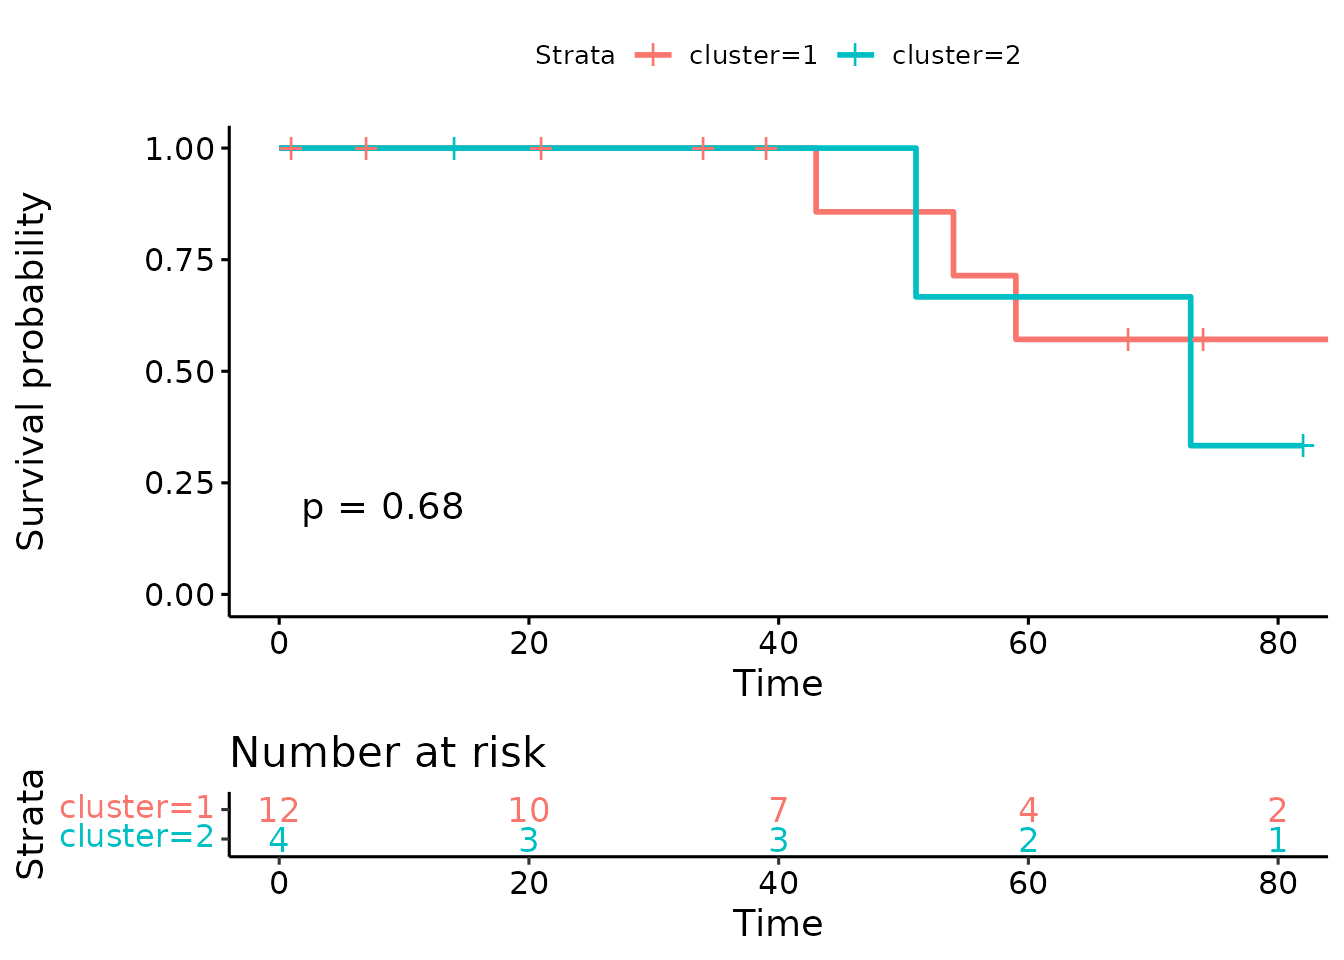 Strata cluster=1 cluster=2
Survival probability
1.00
0.75
0.50
0.25
0.00
p = 0.68
0 20 40 60 80
Time
Number at risk
Strata
cluster=1 12 10 7 4 2
cluster=2 4 3 3 2 1
0 20 40 60 80
Time